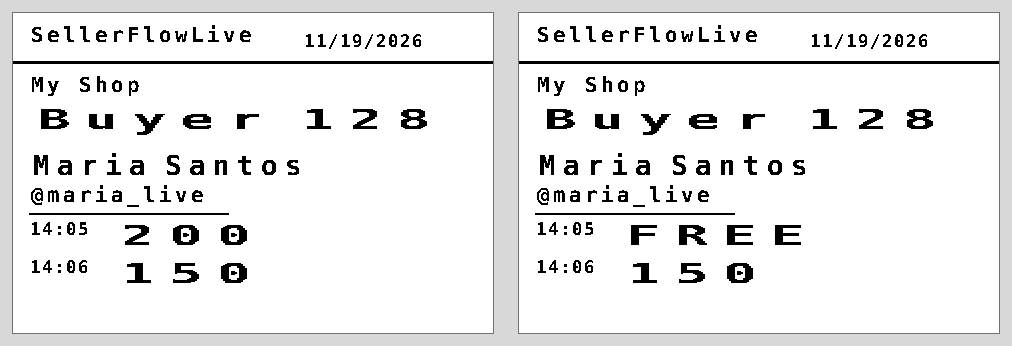 SellerFlowLive 11/19/2026
My Shop
Buyer 128
Maria Santos
@maria_live
14:05 200
14:06 150
SellerFlowLive 11/19/2026
My Shop
Buyer 128
Maria Santos
@maria_live
14:05 FREE
14:06 150